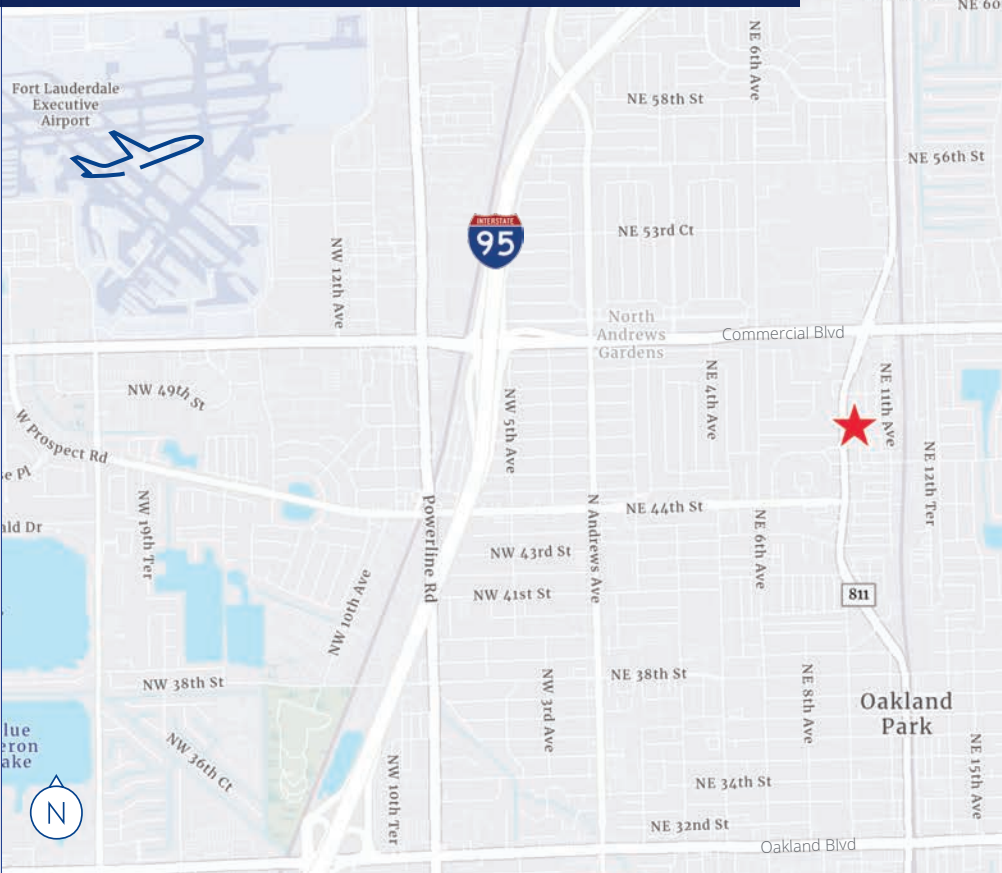 NE 60
NE 6th Ave
Fort Lauderdale
Executive
Airport
NE 58th St
NE 56th St
INTERSTATE
95
NE 53rd Ct
NW 12th Ave
North
Andrews
Gardens
Commercial Blvd
NW 49th St
NE 4th Ave
NE 11th Ave
NW 5th Ave
W Prospect Rd
e Pl
NE 12th Ter
ald Dr
NW 19th Ter
Powerline Rd
N Andrews Ave
NE 44th St
NE 6th Ave
NW 43rd St
NW 41st St
811
NW 10th Ave
NW 38th St
NW 3rd Ave
NE 38th St
NE 8th Ave
Oakland
Park
lue
eron
ake
NW 36th Ct
NE 15th Ave
NW 10th Ter
NE 34th St
N
NE 32nd St
Oakland Blvd